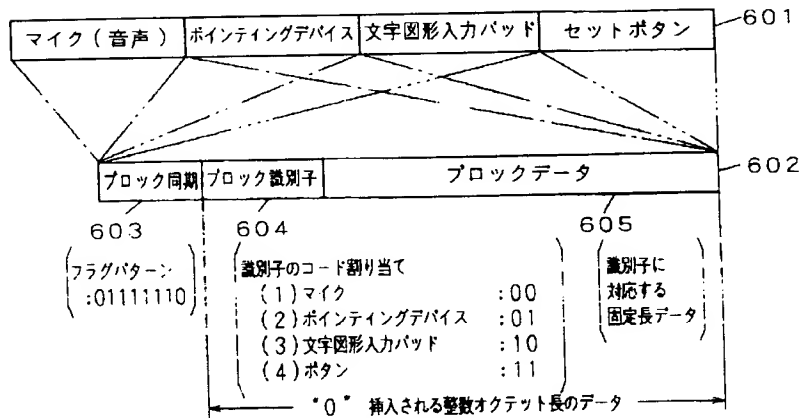 マイク(音声) ポインティングデバイス 文字図形入力パッド セットボタン 601
ブロック同期 ブロック識別子 ブロックデータ 602
603 604 605
フラグパターン
:01111110
識別子のコード割り当て
(1)マイク :00
(2)ポインティングデバイス :01
(3)文字図形入力パッド :10
(4)ボタン :11
識別子に
対応する
固定長データ
"0" 挿入される整数オクテット長のデータ